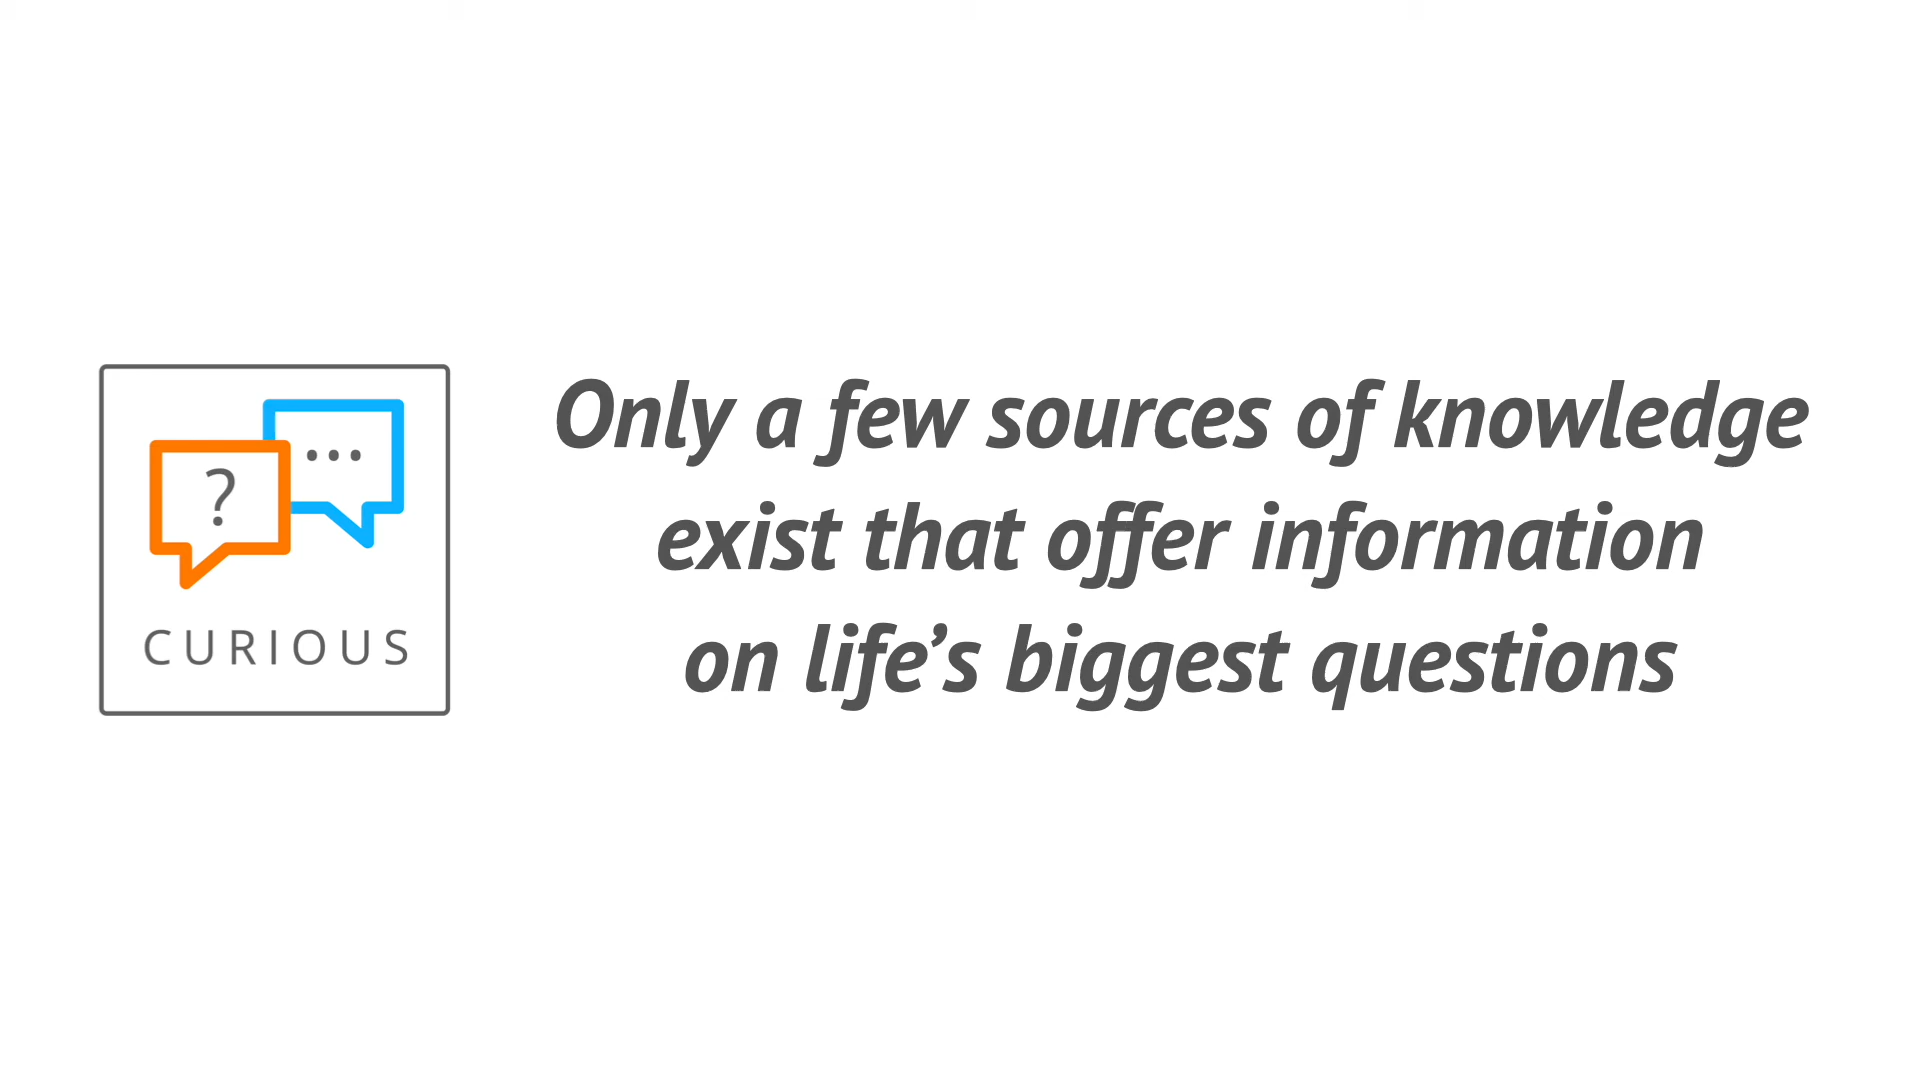 ?
...
CURIOUS
Only a few sources of knowledge
exist that offer information
on life’s biggest questions